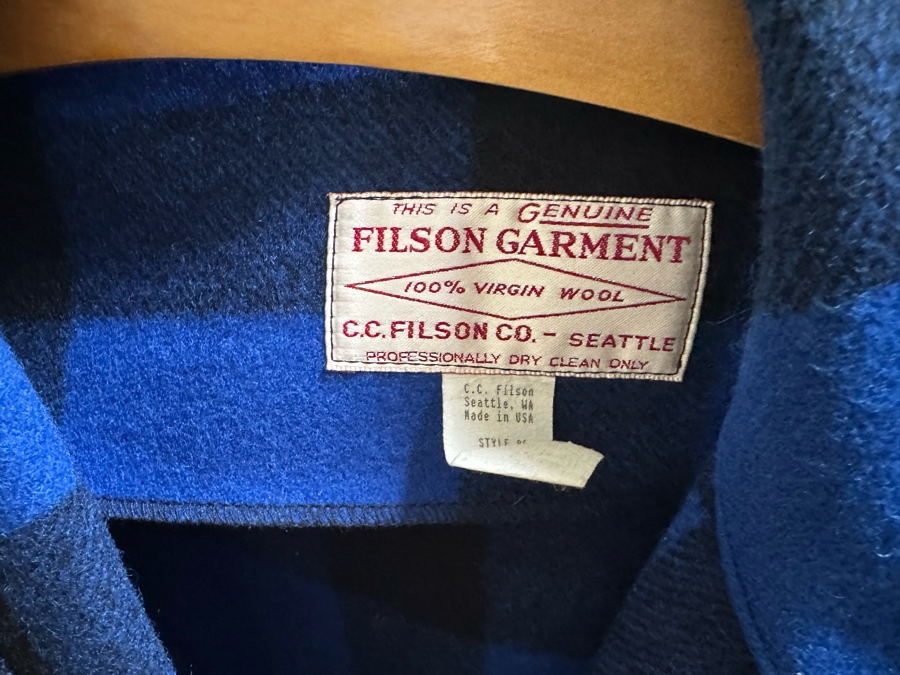 THIS IS A GENUINE
FILSON GARMENT
100% VIRGIN WOOL
C.C. FILSON CO. - SEATTLE
PROFESSIONALLY DRY CLEAN ONLY
C.C. Filson
Seattle, WA
Made in USA
STYLE